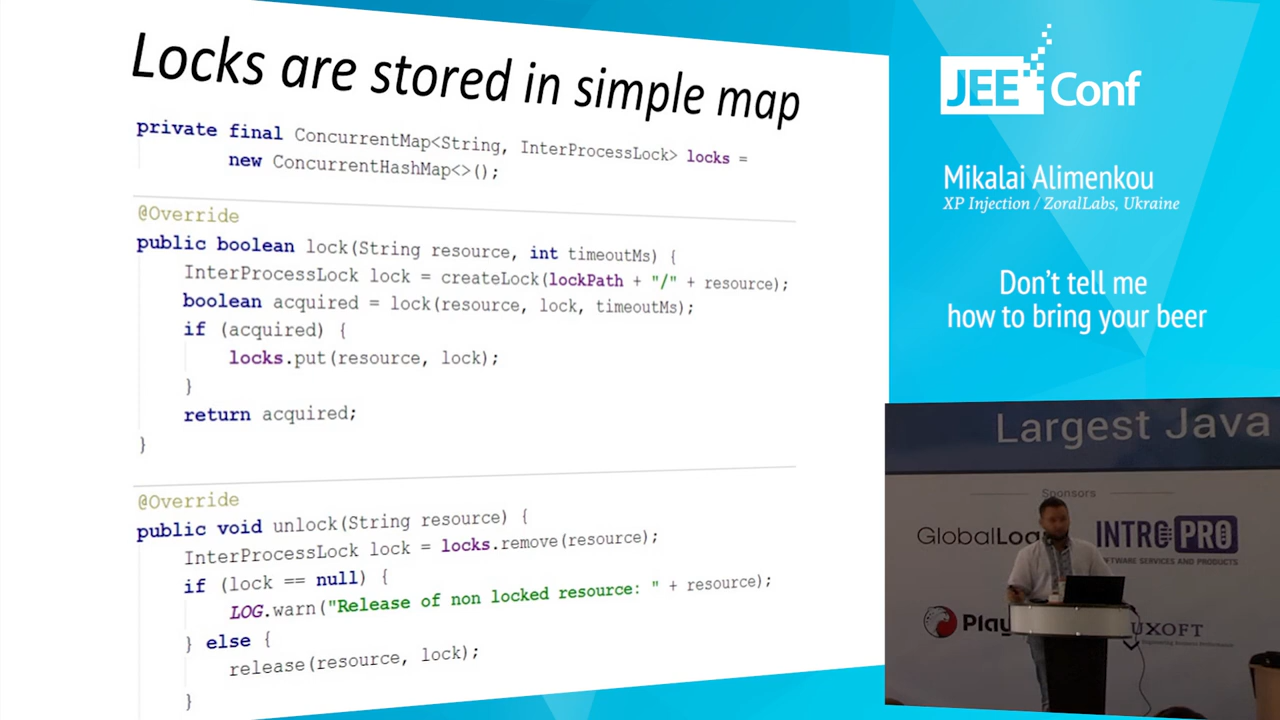 Locks are stored in simple map
private final ConcurrentMap<String, InterProcessLock> locks =
new ConcurrentHashMap<>();
@Override
public boolean lock(String resource, int timeoutMs) {
InterProcessLock lock = createLock(lockPath + "/" + resource);
boolean acquired = lock(resource, lock, timeoutMs);
if (acquired) {
locks.put(resource, lock);
}
return acquired;
}
@Override
public void unlock(String resource) {
InterProcessLock lock = locks.remove(resource);
if (lock == null) {
LOG.warn("Release of non locked resource: " + resource);
} else {
release(resource, lock);
}
JEE Conf
Mikalai Alimenkou
XP Injection / ZoralLabs, Ukraine
Don't tell me
how to bring your beer
Largest Java
Sponsors
GlobalLog
INTRO PRO
SOFTWARE SERVICES AND PRODUCTS
Play
UXOFT